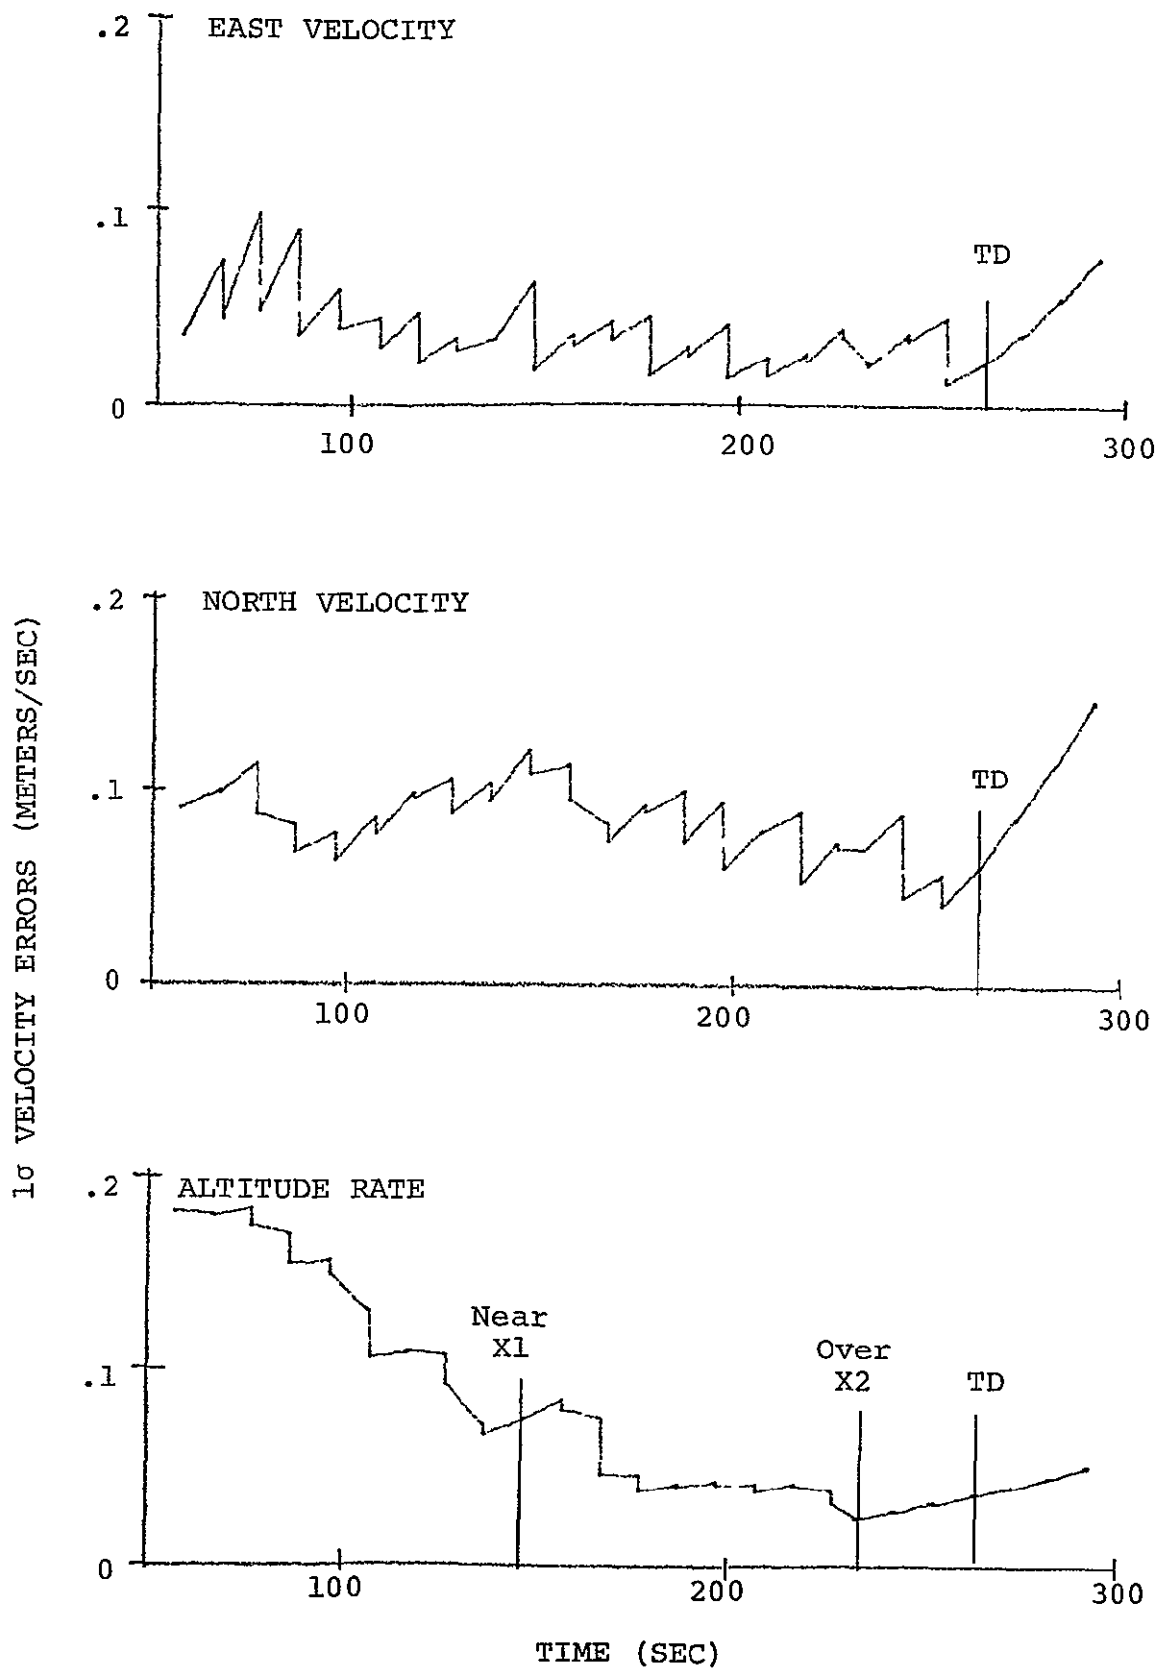 .2 EAST VELOCITY
.1
TD
0
100 200 300
1σ VELOCITY ERRORS (METERS/SEC)
.2 NORTH VELOCITY
.1
TD
0
100 200 300
.2 ALTITUDE RATE
Near
X1
Over
X2
.1
TD
0
100 200 300
TIME (SEC)